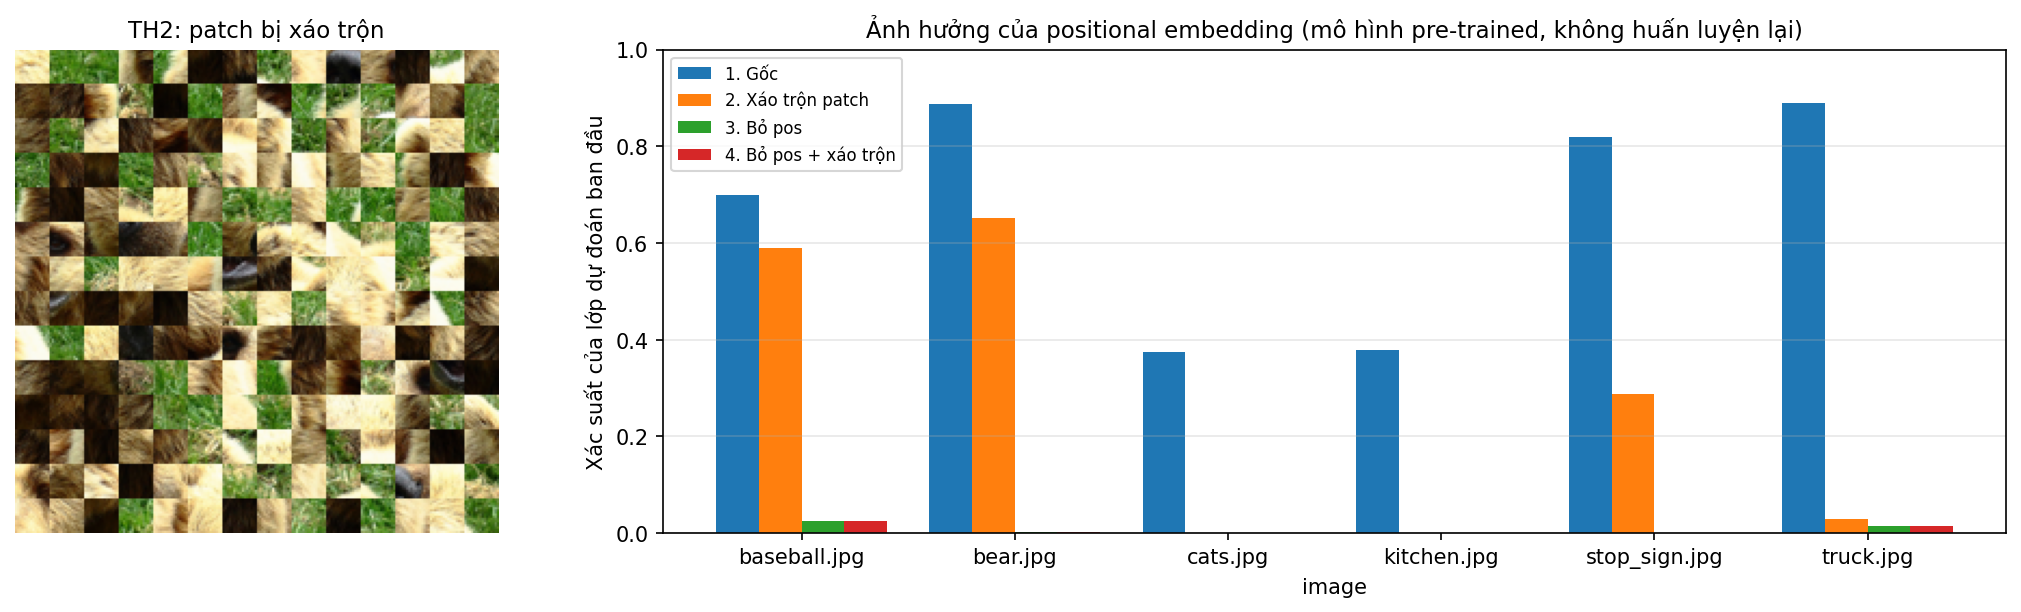 TH2: patch bị xáo trộn
Ảnh hưởng của positional embedding (mô hình pre-trained, không huấn luyện lại)
Xác suất của lớp dự đoán ban đầu
1.0
0.8
0.6
0.4
0.2
0.0
1. Gốc
2. Xáo trộn patch
3. Bỏ pos
4. Bỏ pos + xáo trộn
baseball.jpg
bear.jpg
cats.jpg
kitchen.jpg
stop_sign.jpg
truck.jpg
image